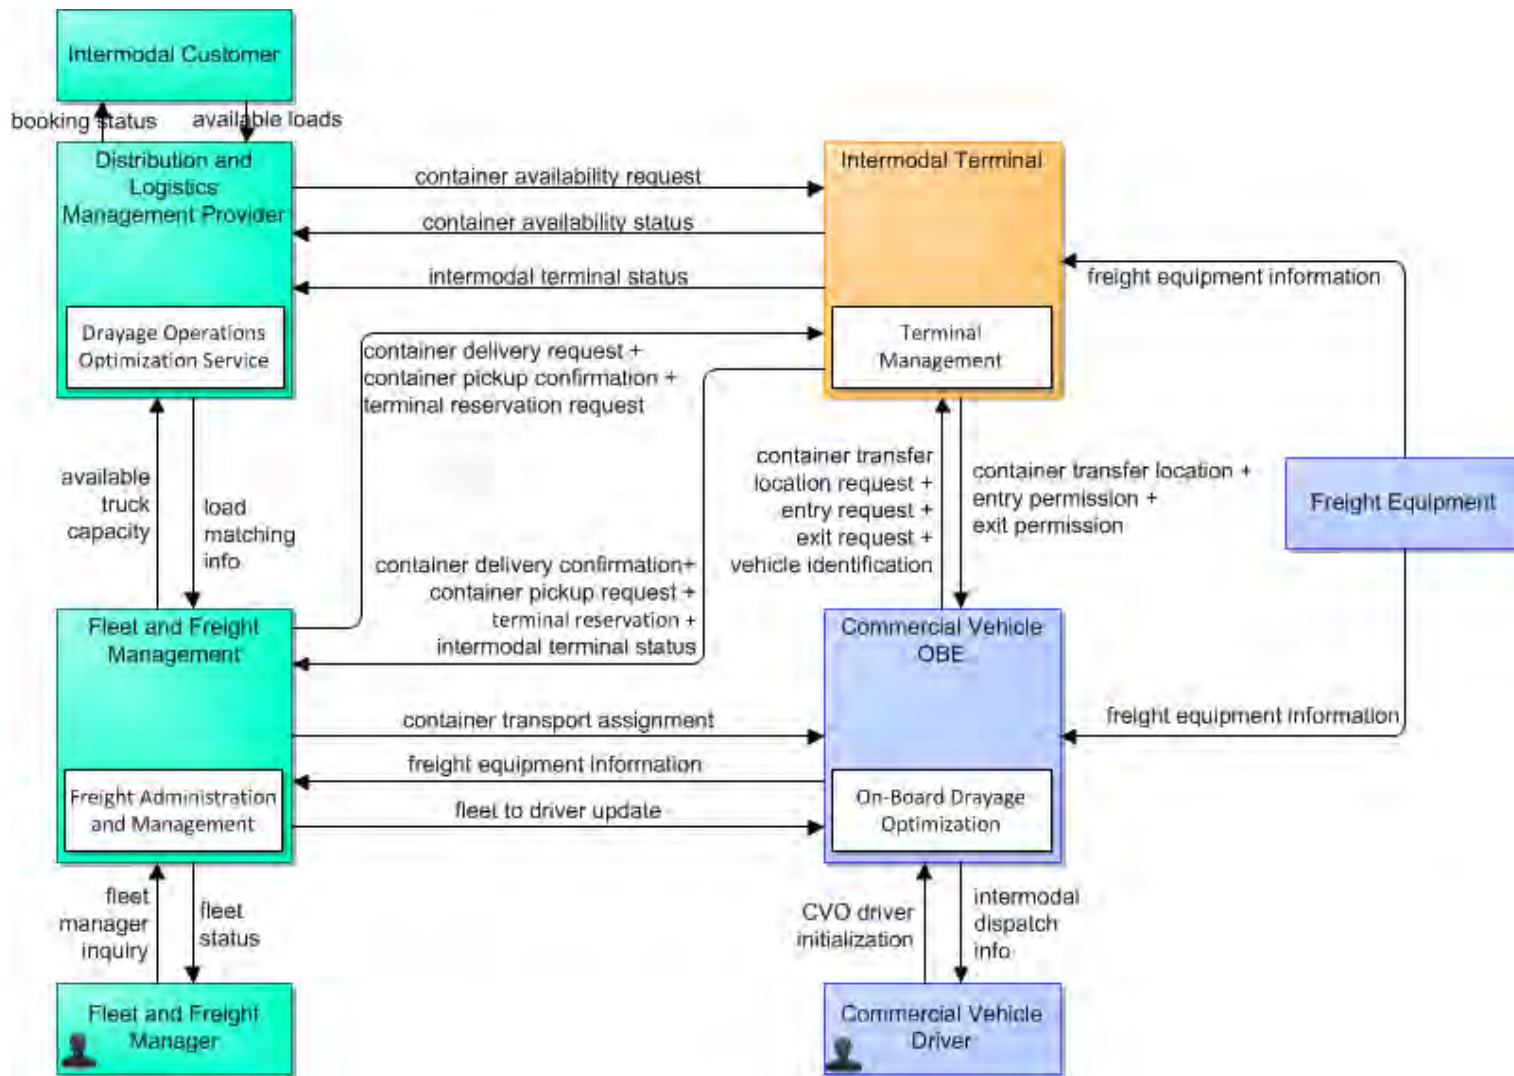 Intermodal Customer
booking status
available loads
Distribution and
Logistics
Management Provider
Drayage Operations
Optimization Service
container availability request
container availability status
intermodal terminal status
Intermodal Terminal
Terminal
Management
freight equipment information
container delivery request +
container pickup confirmation +
terminal reservation request
available
truck
capacity
load
matching
info
container delivery confirmation+
container pickup request +
terminal reservation +
intermodal terminal status
container transfer
location request +
entry request +
exit request +
vehicle identification
container transfer location +
entry permission +
exit permission
Freight Equipment
Fleet and Freight
Management
Freight Administration
and Management
container transport assignment
freight equipment information
fleet to driver update
Commercial Vehicle
OBE
On-Board Drayage
Optimization
freight equipment information
fleet
manager
inquiry
fleet
status
CVO driver
initialization
intermodal
dispatch
info
Fleet and Freight
Manager
Commercial Vehicle
Driver